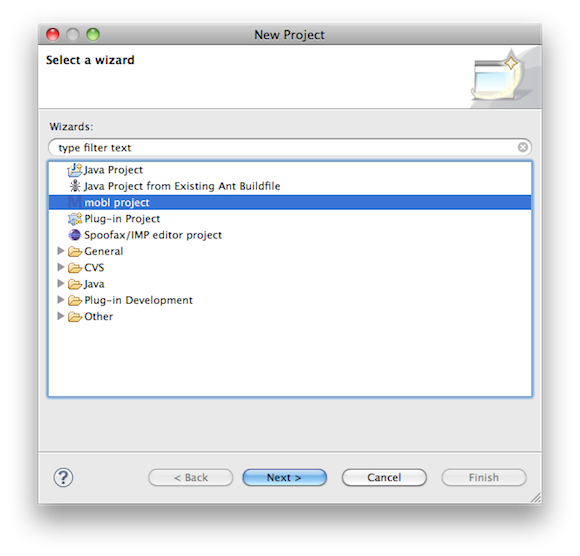 New Project
Select a wizard
Wizards:
type filter text
Java Project
Java Project from Existing Ant Buildfile
M mobl project
Plug-in Project
Spoofax/IMP editor project
General
CVS
Java
Plug-in Development
Other
? < Back Next > Cancel Finish